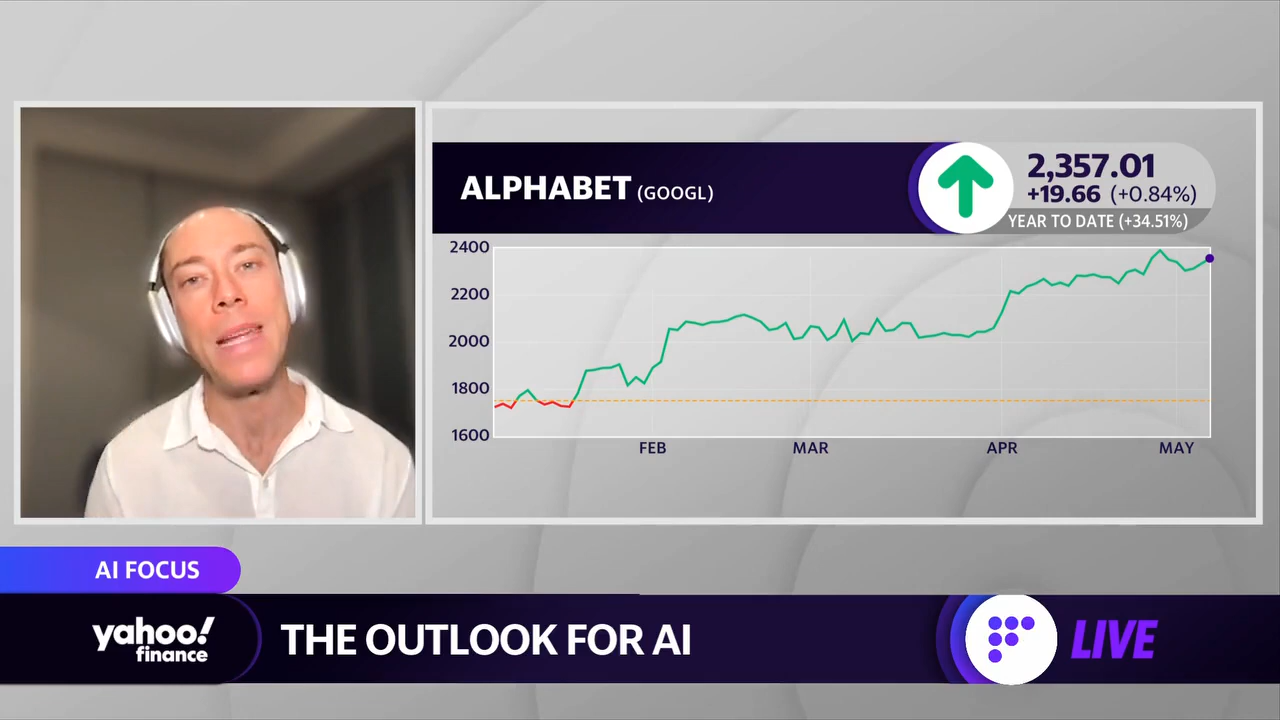 ALPHABET (GOOGL)
2,357.01
+19.66 (+0.84%)
YEAR TO DATE (+34.51%)
2400
2200
2000
1800
1600
FEB MAR APR MAY
AI FOCUS
yahoo!
finance
THE OUTLOOK FOR AI
LIVE